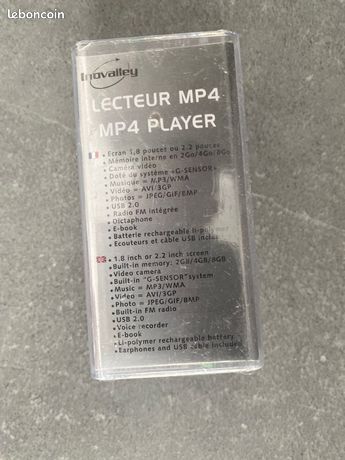 leboncoin
Inovalley
LECTEUR MP4
MP4 PLAYER
• Ecran 1,8 pouces ou 2.2 pouces
• Mémoire interne en 2Go/4Go/8Go
• Caméra vidéo
• Doté du système «G-SENSOR»
• Musique = MP3/WMA
• Vidéo = AVI/3GP
• Photos = JPEG/GIF/BMP
• USB 2.0
• Radio FM intégrée
• Dictaphone
• E-book
• Batterie rechargeable li-poly
• Ecouteurs et câble USB inclus
• 1.8 inch or 2.2 inch screen
• Built-in memory: 2GB/4GB/8GB
• Video camera
• Built-in "G-SENSOR" system
• Music = MP3/WMA
• Video = AVI/3GP
• Photo = JPEG/GIF/BMP
• Built-in FM radio
• USB 2.0
• Voice recorder
• E-book
• Li-polymer rechargeable battery
• Earphones and USB cable included